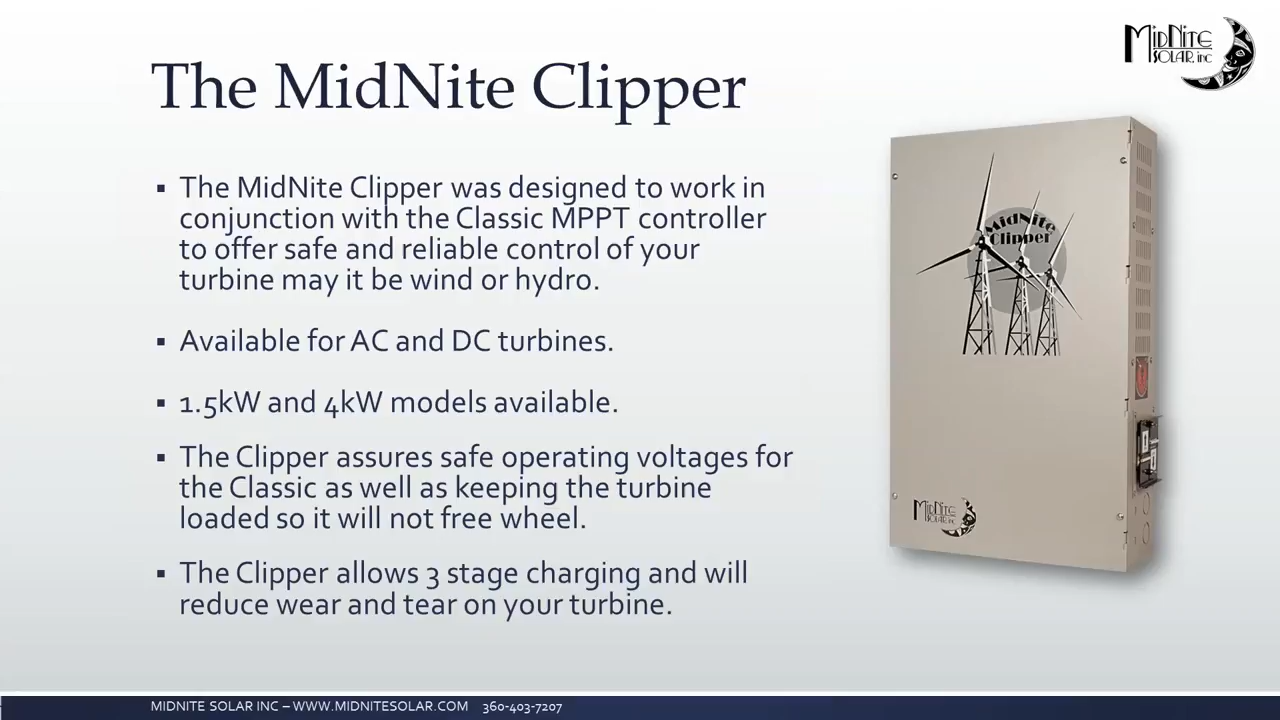 MidNite
Solar, inc
The MidNite Clipper
▪ The MidNite Clipper was designed to work in
conjunction with the Classic MPPT controller
to offer safe and reliable control of your
turbine may it be wind or hydro.
▪ Available for AC and DC turbines.
▪ 1.5kW and 4kW models available.
▪ The Clipper assures safe operating voltages for
the Classic as well as keeping the turbine
loaded so it will not free wheel.
▪ The Clipper allows 3 stage charging and will
reduce wear and tear on your turbine.
MidNite
Clipper
MidNite
Solar, inc
MIDNITE SOLAR INC – WWW.MIDNITESOLAR.COM 360-403-7207